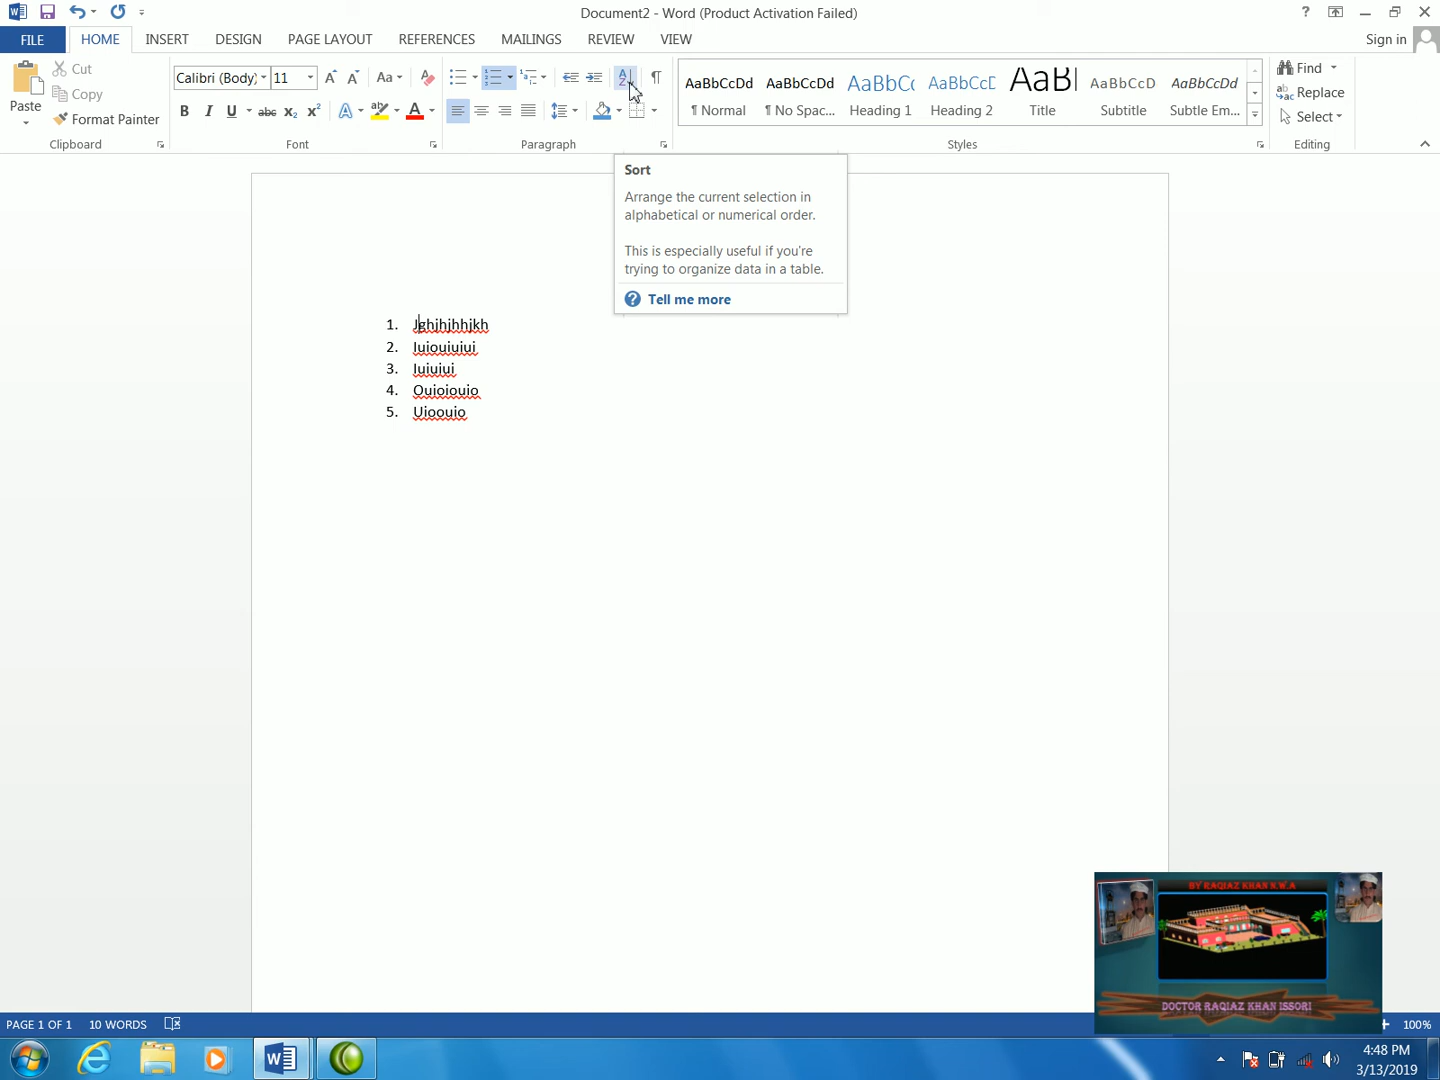 Document2 - Word (Product Activation Failed)
Sign in
FILE HOME INSERT DESIGN PAGE LAYOUT REFERENCES MAILINGS REVIEW VIEW
Paste
Cut
Copy
Format Painter
Clipboard
Calibri (Body) 11
Font
Paragraph
AaBbCcDd AaBbCcDd AaBbCc AaBbCcD AaB AaBbCcD AaBbCcDd
¶ Normal ¶ No Spac... Heading 1 Heading 2 Title Subtitle Subtle Em...
Styles
Find
Replace
Select
Editing
Sort
Arrange the current selection in
alphabetical or numerical order.
This is especially useful if you're
trying to organize data in a table.
Tell me more
1. Jghjhjhhjkh
2. Iuiouiuiui
3. Iuiuiui
4. Ouioiouio
5. Uioouio
BY RAQIAZ KHAN N.W.A
DOCTOR RAQIAZ KHAN ISSORI
PAGE 1 OF 1 10 WORDS
100%
4:48 PM
3/13/2019